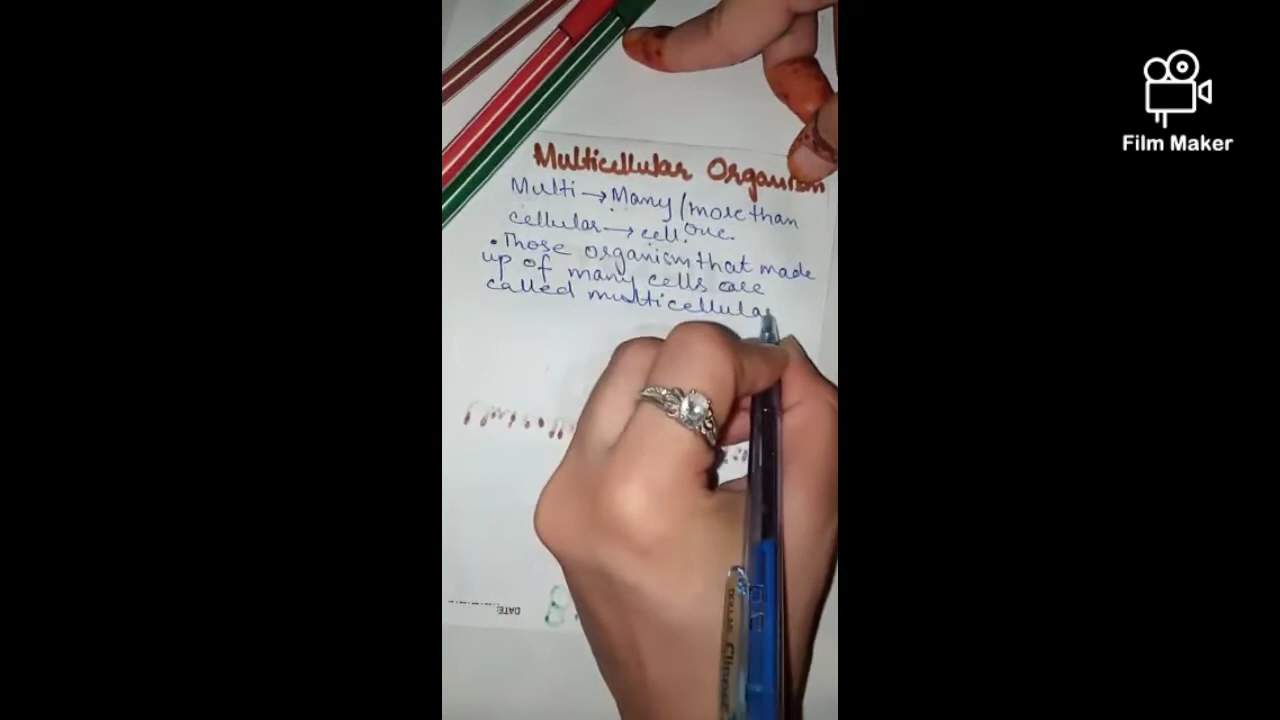 Multicellular Organism
Multi → Many / more than
cellular → cell. one.
• Those organism that made
up of many cells are
called multicellula
DATE:
Film Maker